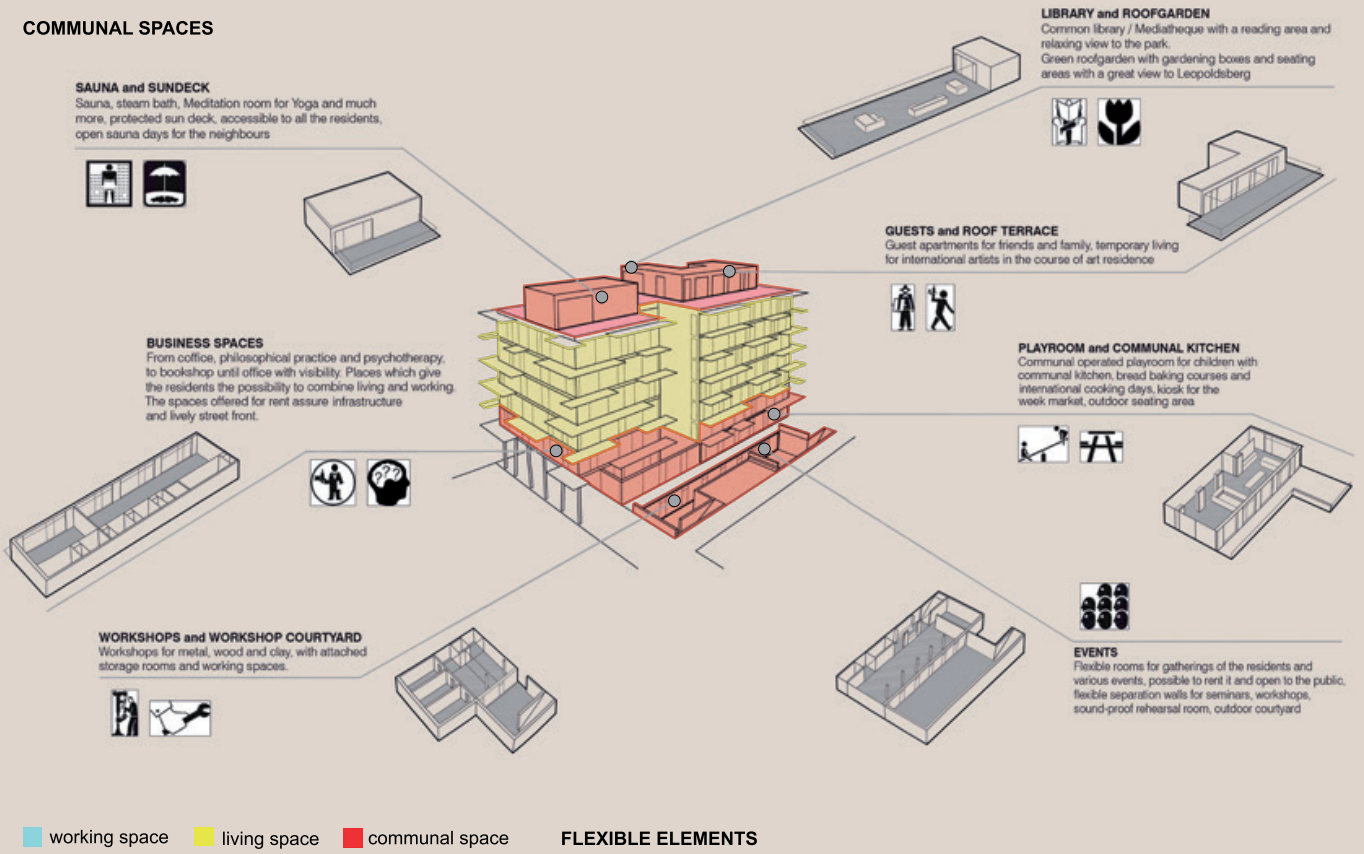 COMMUNAL SPACES
SAUNA and SUNDECK
Sauna, steam bath, Meditation room for Yoga and much
more, protected sun deck, accessible to all the residents,
open sauna days for the neighbours
LIBRARY and ROOFGARDEN
Common library / Mediatheque with a reading area and
relaxing view to the park.
Green roofgarden with gardening boxes and seating
areas with a great view to Leopoldsberg
GUESTS and ROOF TERRACE
Guest apartments for friends and family, temporary living
for international artists in the course of art residence
BUSINESS SPACES
From coffice, philosophical practice and psychotherapy,
to bookshop until office with visibility. Places which give
the residents the possibility to combine living and working.
The spaces offered for rent assure infrastructure
and lively street front.
PLAYROOM and COMMUNAL KITCHEN
Communal operated playroom for children with
communal kitchen, bread baking courses and
international cooking days, kiosk for the
week market, outdoor seating area
WORKSHOPS and WORKSHOP COURTYARD
Workshops for metal, wood and clay, with attached
storage rooms and working spaces.
EVENTS
Flexible rooms for gatherings of the residents and
various events, possible to rent it and open to the public,
flexible separation walls for seminars, workshops,
sound-proof rehearsal room, outdoor courtyard
working space
living space
communal space
FLEXIBLE ELEMENTS